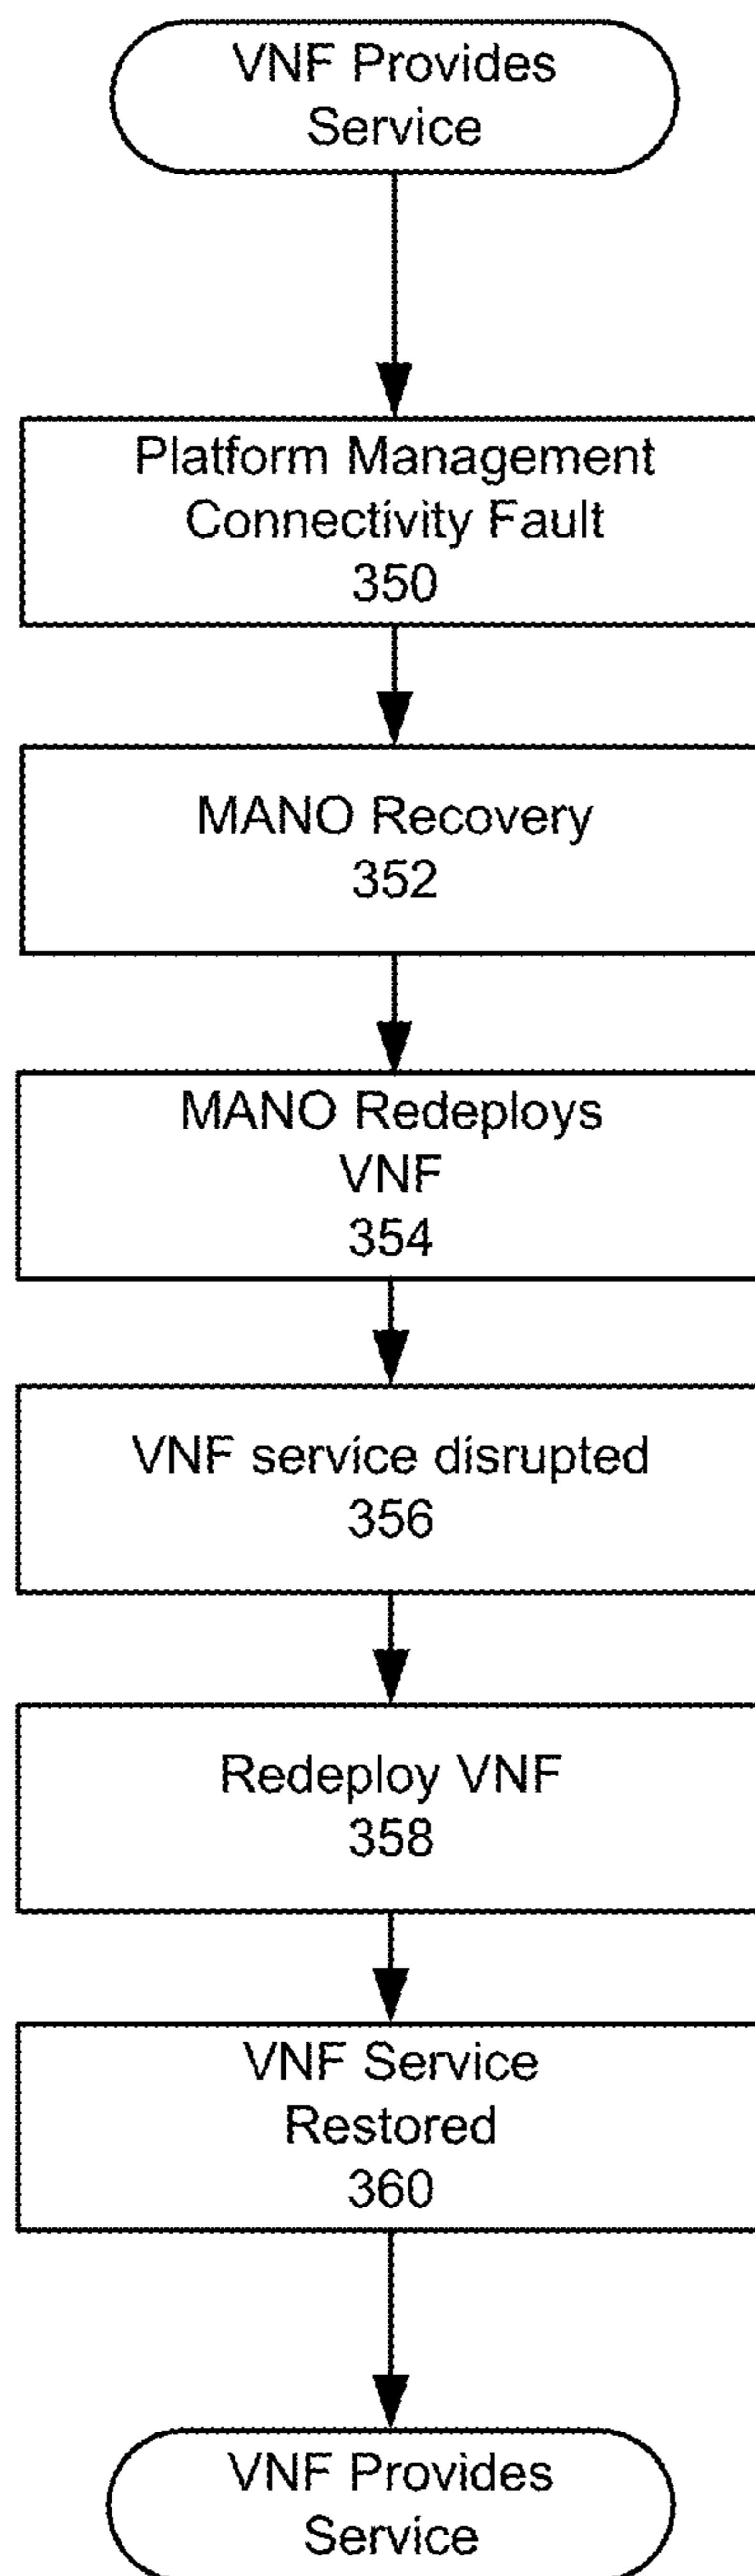 VNF Provides
Service
Platform Management
Connectivity Fault
350
MANO Recovery
352
MANO Redeploys
VNF
354
VNF service disrupted
356
Redeploy VNF
358
VNF Service
Restored
360
VNF Provides
Service